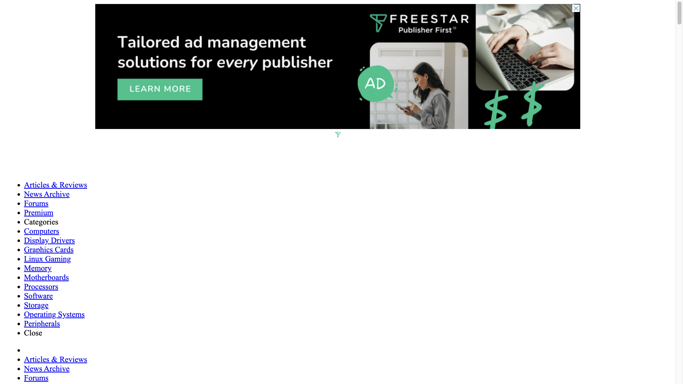 FREESTAR
Publisher First
Tailored ad management
solutions for every publisher
LEARN MORE
AD
Articles & Reviews
News Archive
Forums
Premium
Categories
Computers
Display Drivers
Graphics Cards
Linux Gaming
Memory
Motherboards
Processors
Software
Storage
Operating Systems
Peripherals
Close
Articles & Reviews
News Archive
Forums